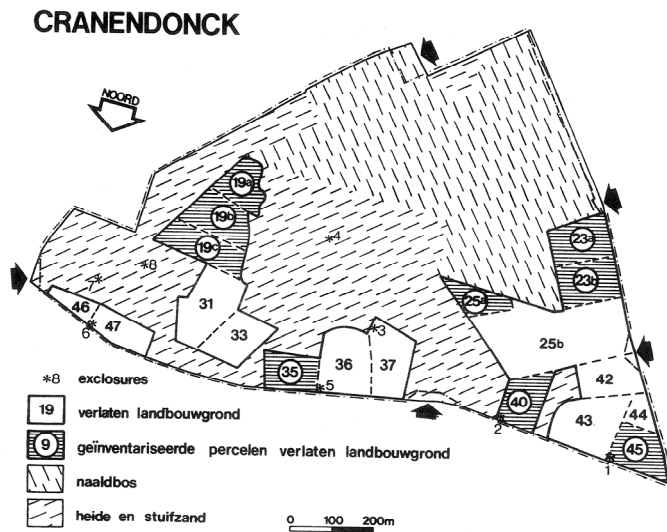 CRANENDONCK
NOORD
19a
19b
19c
*4
23a
23b
*8
7*
25a
46
47
6*
31
33
*3
25b
35
36
37
*5
42
40
2
43
44
45
1
*8 exclosures
19 verlaten landbouwgrond
9 geïnventariseerde percelen verlaten landbouwgrond
naaldbos
heide en stuifzand
0 100 200m